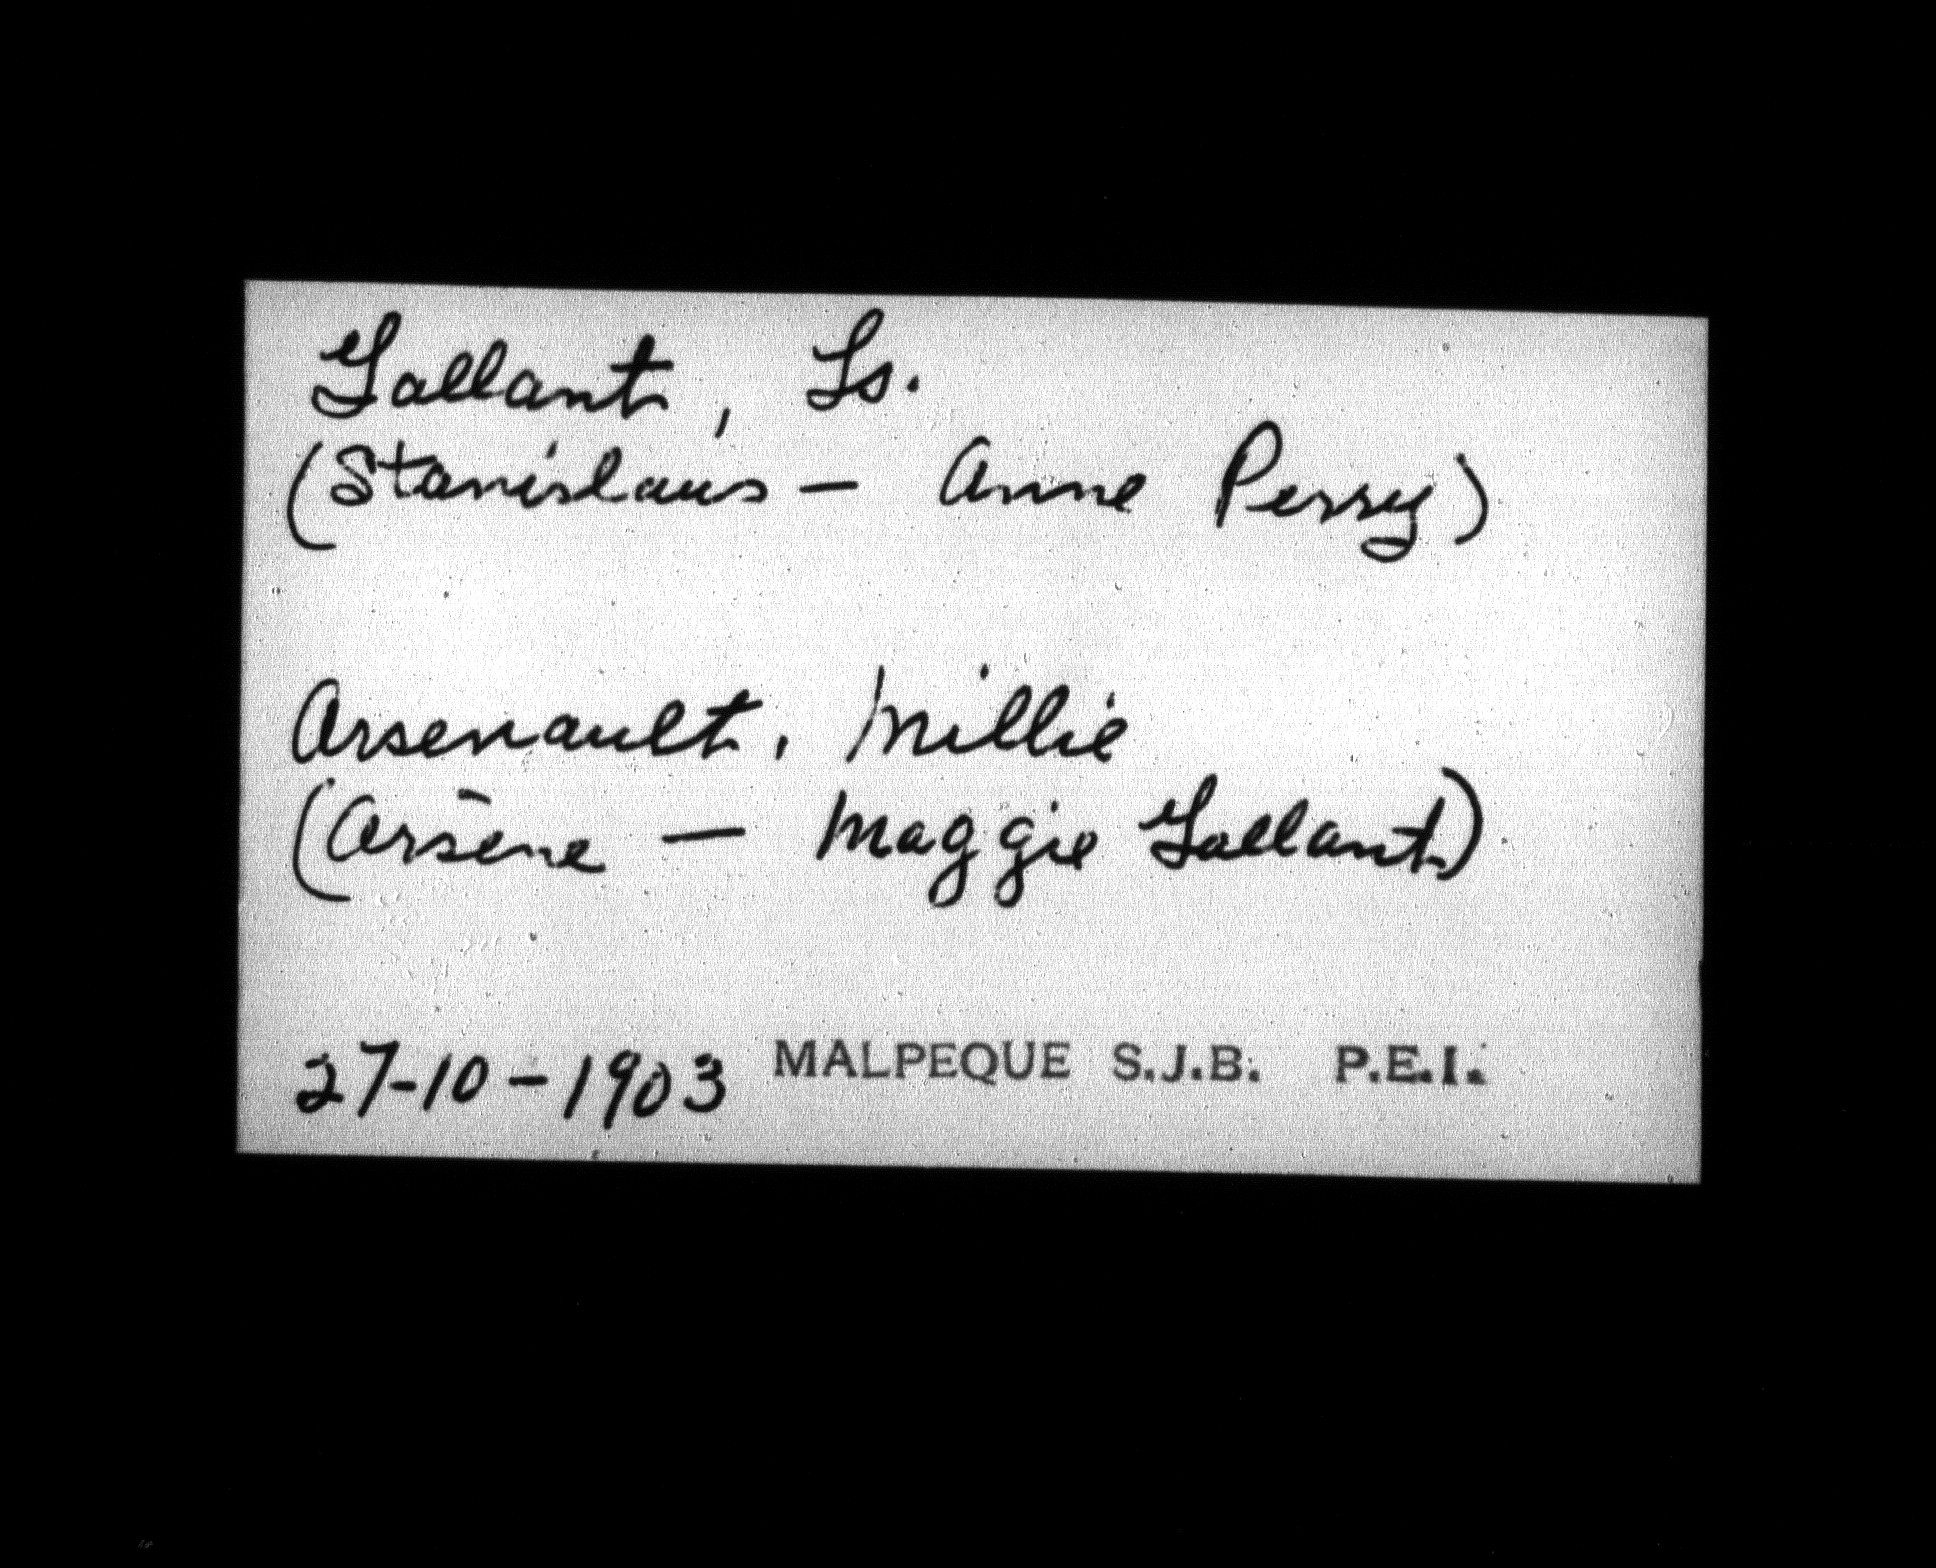 Gallant, Ls.
(Stanislaus — Anne Perry)
Arsenault, Millie
(Arsène — Maggie Gallant)
27-10-1903 MALPEQUE S.J.B. P.E.I.